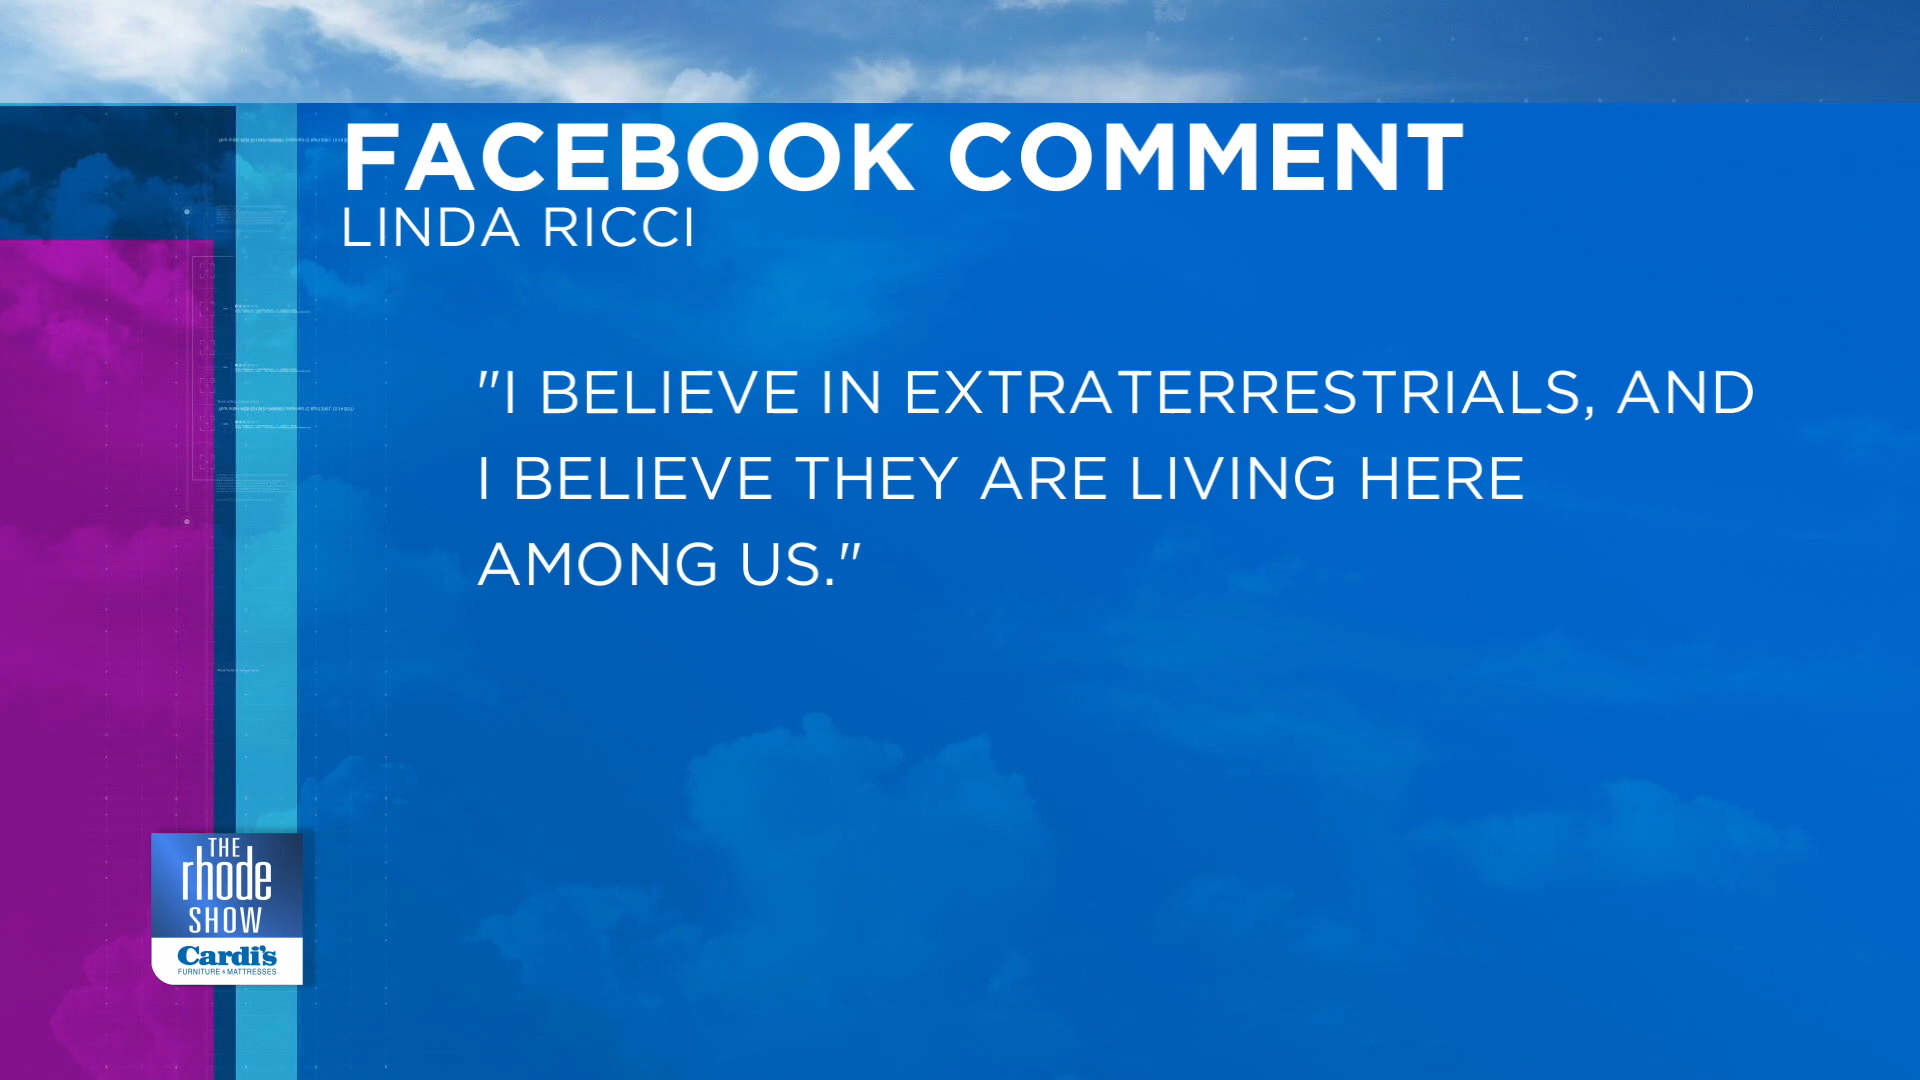 FACEBOOK COMMENT
LINDA RICCI
"I BELIEVE IN EXTRATERRESTRIALS, AND
I BELIEVE THEY ARE LIVING HERE
AMONG US."
THE
rhode
SHOW
Cardi's
FURNITURE & MATTRESSES